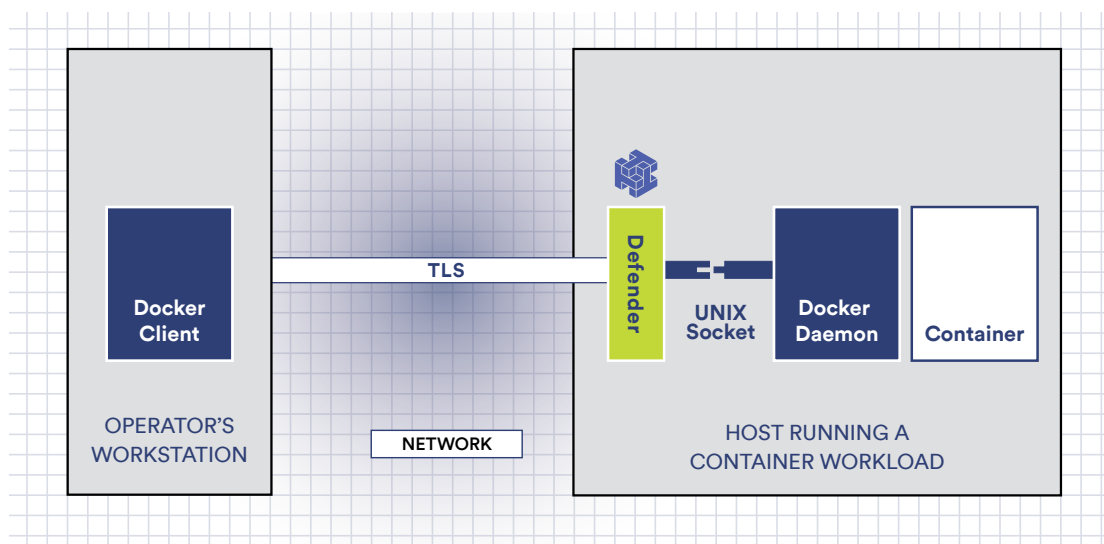 TLS
Defender
Docker
Client
UNIX
Socket
Docker
Daemon
Container
OPERATOR'S
WORKSTATION
NETWORK
HOST RUNNING A
CONTAINER WORKLOAD